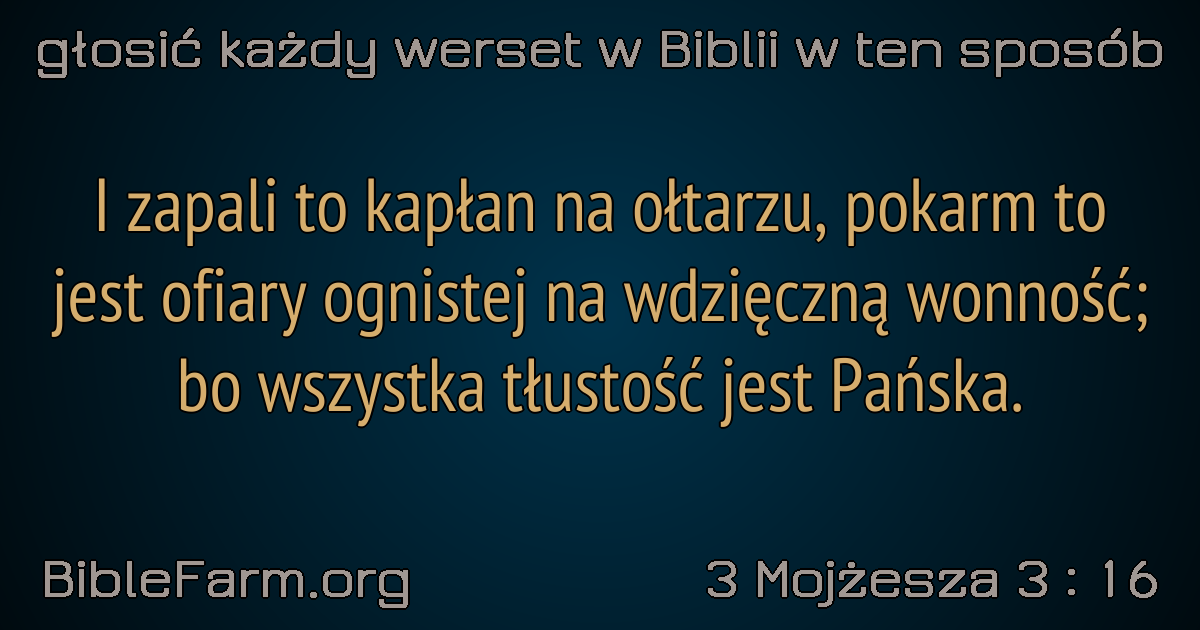 głosić każdy werset w Biblii w ten sposób
I zapali to kapłan na ołtarzu, pokarm to
jest ofiary ognistej na wdzięczną wonność;
bo wszystka tłustość jest Pańska.
BibleFarm.org
3 Mojżesza 3 : 16